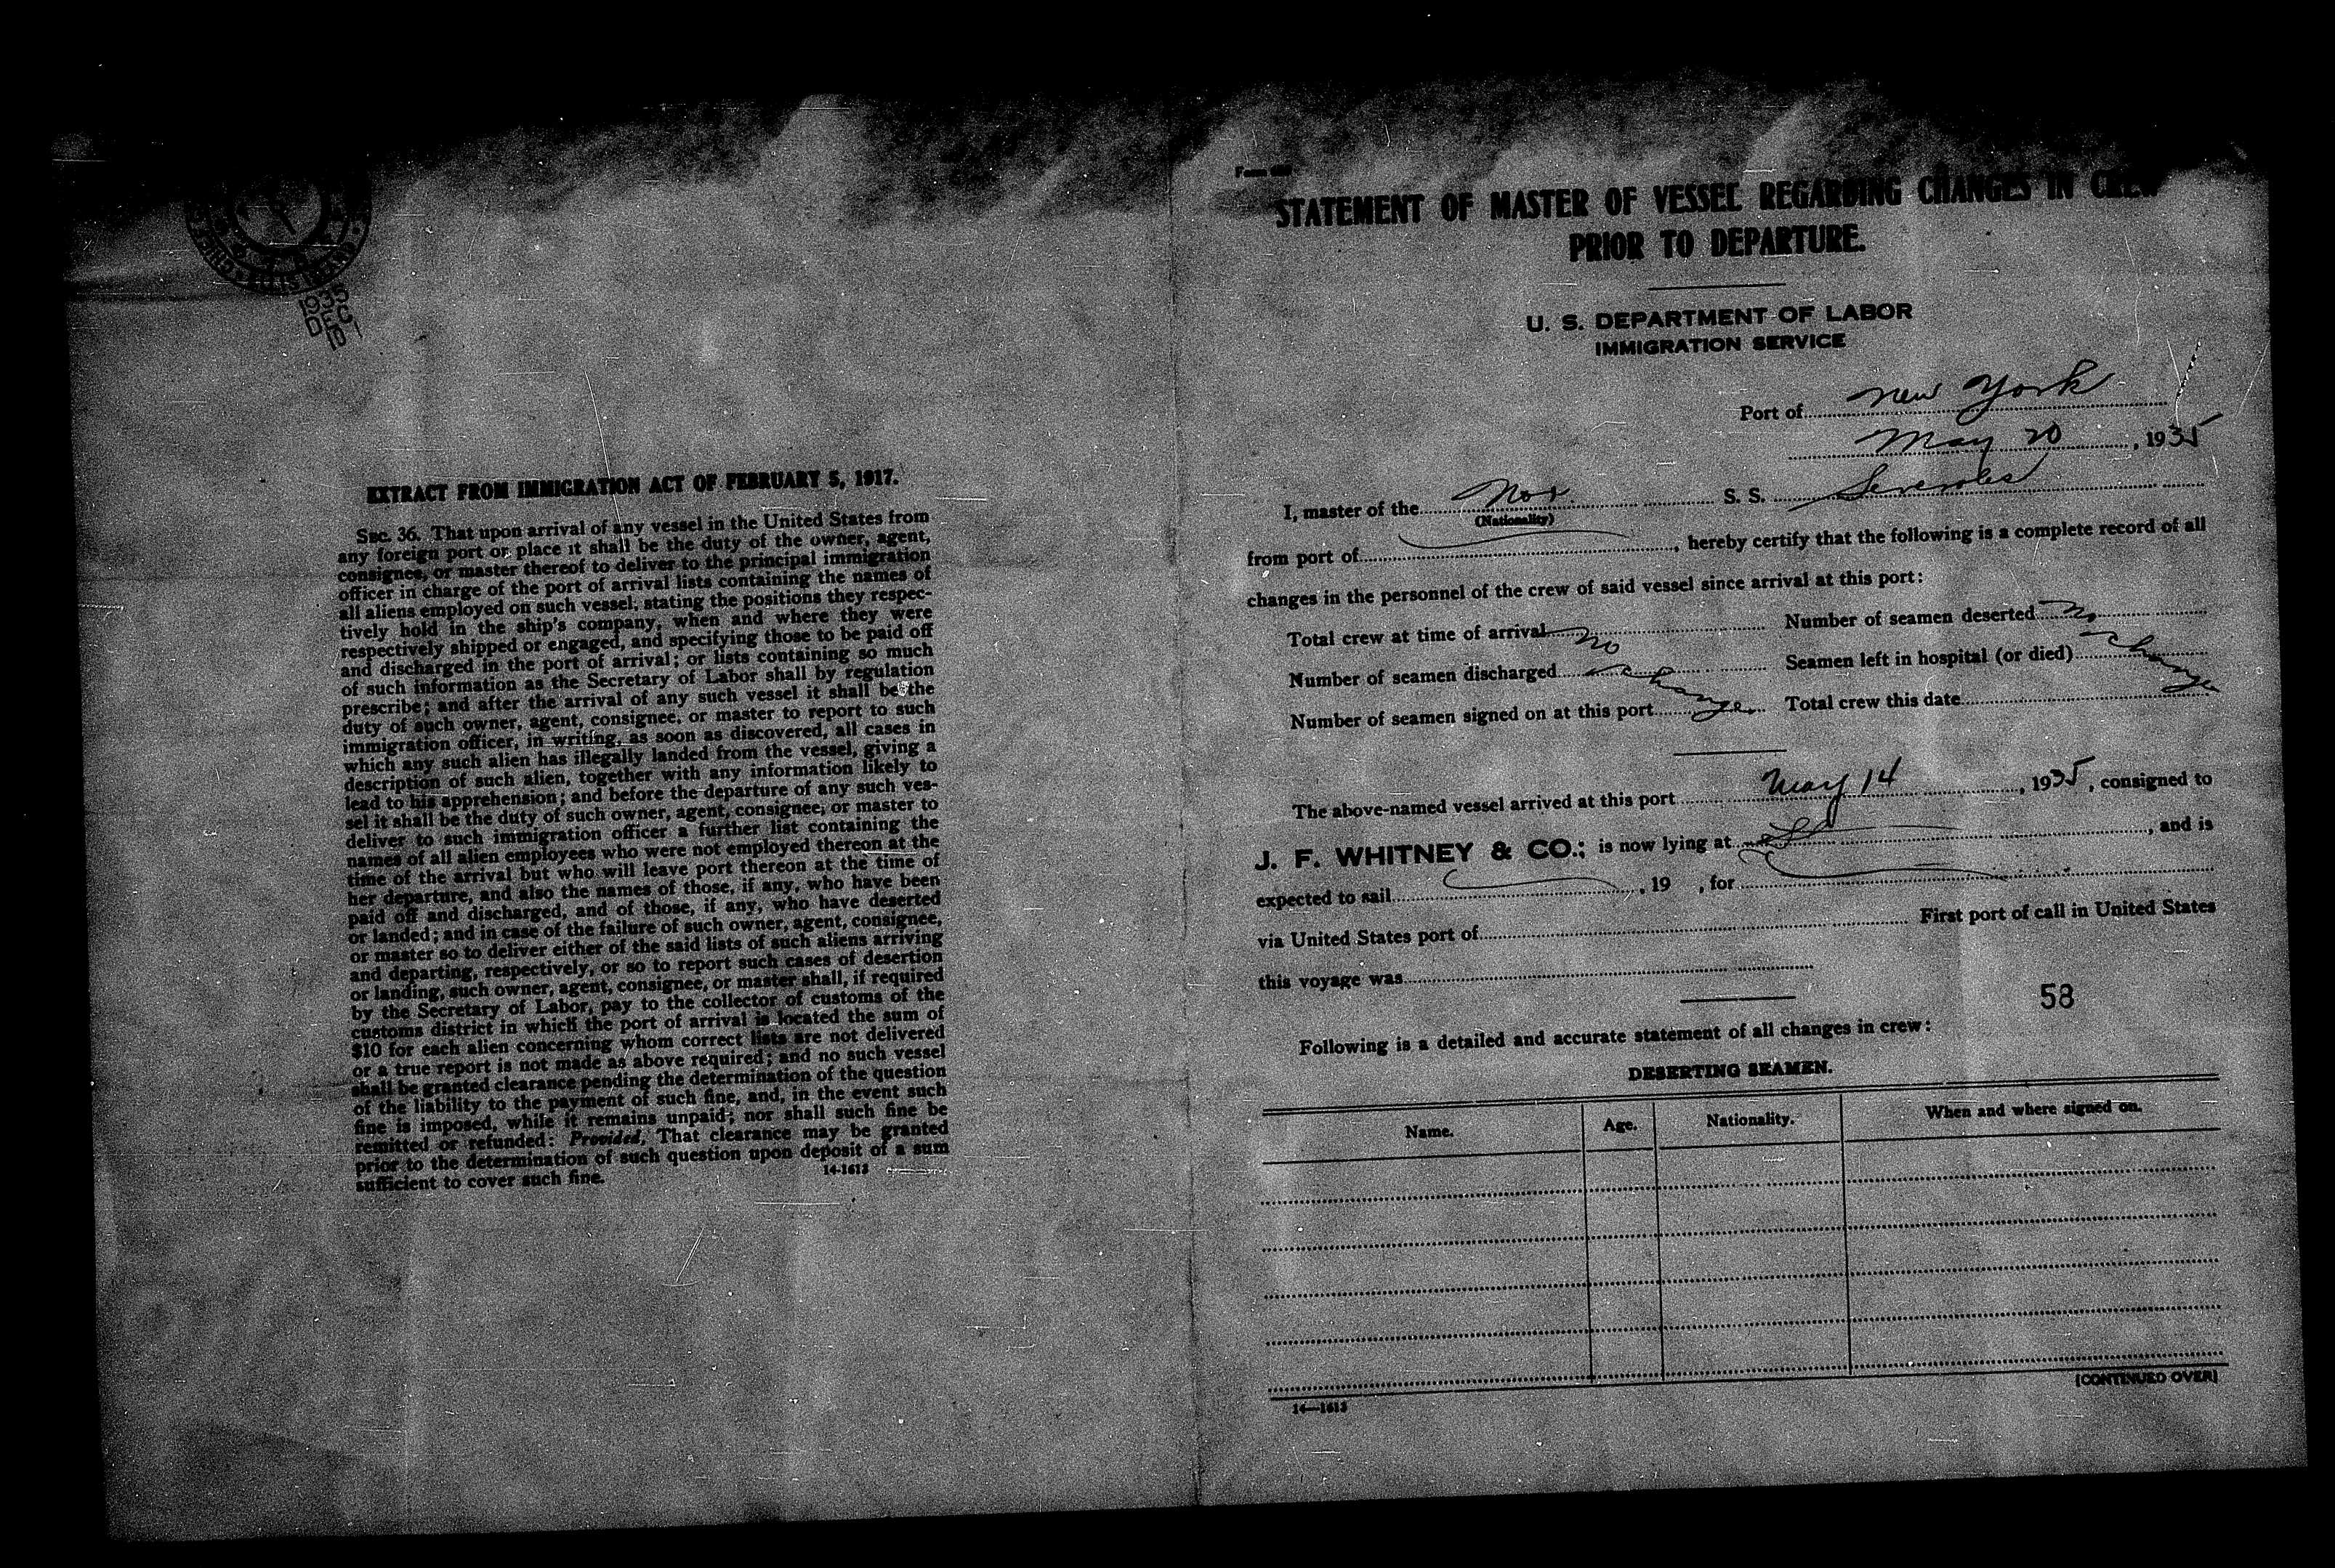 ELLIS ISLAND
1935
EXTRACT FROM IMMIGRATION ACT OF FEBRUARY 5, 1917.
SEC. 36. That upon arrival of any vessel in the United States from
any foreign port or place it shall be the duty of the owner, agent,
consignee, or master thereof to deliver to the principal immigration
officer in charge of the port of arrival lists containing the names of
all aliens employed on such vessel, stating the positions they respec-
tively hold in the ship's company, when and where they were
respectively shipped or engaged, and specifying those to be paid off
and discharged in the port of arrival; or lists containing so much
of such information as the Secretary of Labor shall by regulation
prescribe; and after the arrival of any such vessel it shall be the
duty of such owner, agent, consignee, or master to report to such
immigration officer, in writing, as soon as discovered, all cases in
which any such alien has illegally landed from the vessel, giving a
description of such alien, together with any information likely to
lead to his apprehension; and before the departure of any such ves-
sel it shall be the duty of such owner, agent, consignee, or master to
deliver to such immigration officer a further list containing the
names of all alien employees who were not employed thereon at the
time of the arrival but who will leave port thereon at the time of
her departure, and also the names of those, if any, who have been
paid off and discharged, and of those, if any, who have deserted
or landed; and in case of the failure of such owner, agent, consignee,
or master so to deliver either of the said lists of such aliens arriving
and departing, respectively, or so to report such cases of desertion
or landing, such owner, agent, consignee, or master shall, if required
by the Secretary of Labor, pay to the collector of customs of the
customs district in which the port of arrival is located the sum of
$10 for each alien concerning whom correct lists are not delivered
or a true report is not made as above required; and no such vessel
shall be granted clearance pending the determination of the question
of the liability to the payment of such fine, and, in the event such
fine is imposed, while it remains unpaid; nor shall such fine be
remitted or refunded: Provided, That clearance may be granted
prior to the determination of such question upon deposit of a sum
sufficient to cover such fine. 14-1613
Form
STATEMENT OF MASTER OF VESSEL REGARDING CHANGES IN CREW
PRIOR TO DEPARTURE.
U. S. DEPARTMENT OF LABOR
IMMIGRATION SERVICE
Port of New York
May 20, 1935
I, master of the Nor. S. S.
(Nationality)
from port of, hereby certify that the following is a complete record of all
changes in the personnel of the crew of said vessel since arrival at this port:
Total crew at time of arrival no Number of seamen deserted no
Number of seamen discharged change Seamen left in hospital (or died) change
Number of seamen signed on at this port Total crew this date
The above-named vessel arrived at this port May 14, 1935, consigned to
J. F. WHITNEY & CO.; is now lying at, and is
expected to sail, 19 , for
via United States port of First port of call in United States
this voyage was
58
Following is a detailed and accurate statement of all changes in crew:
DESERTING SEAMEN.
Name. Age. Nationality. When and where signed on.
(CONTINUED OVER)
14—1613